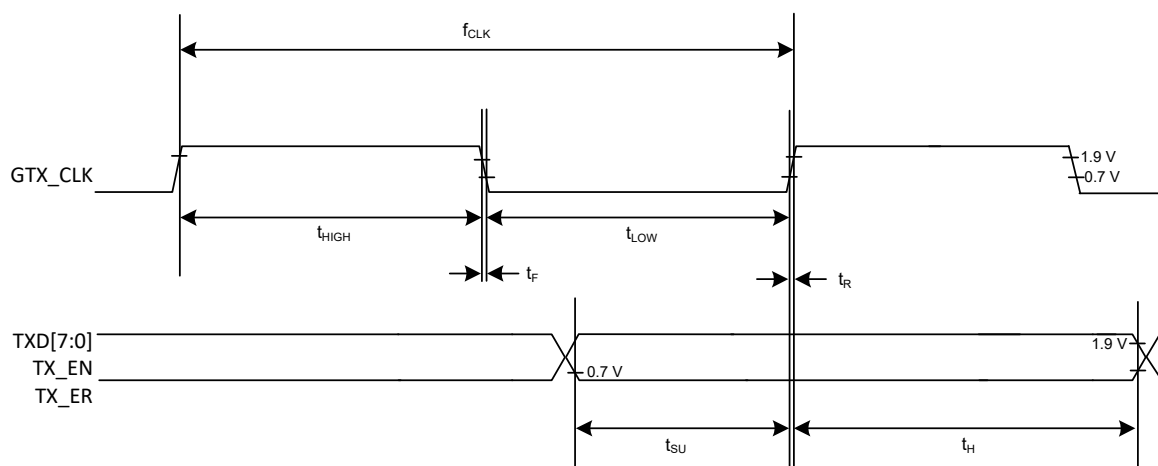 fCLK
GTX_CLK
1.9 V
0.7 V
tHIGH
tLOW
tF
tR
TXD[7:0]
TX_EN
TX_ER
0.7 V
1.9 V
tSU
tH